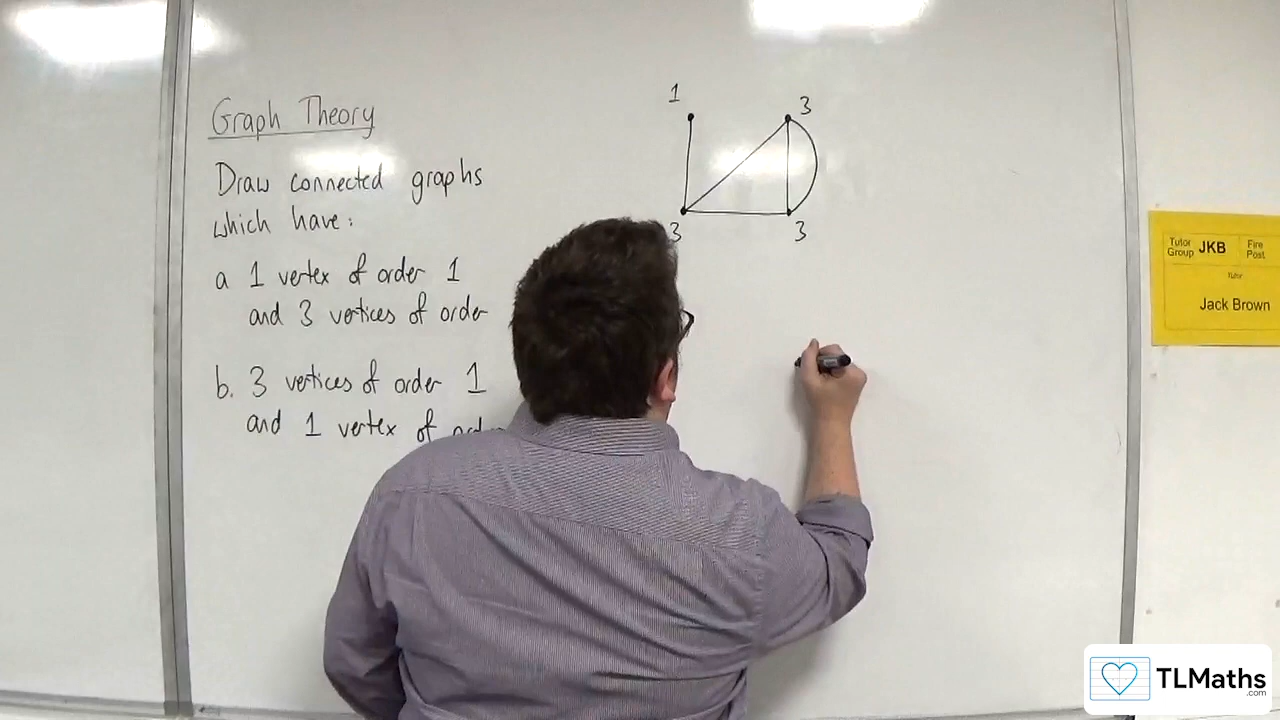 Graph Theory
Draw connected graphs
which have:
a 1 vertex of order 1
and 3 vertices of order
b. 3 vertices of order 1
and 1 vertex of
1
3
3
3
Tutor Group
JKB
Fire Post
Tutor
Jack Brown
TLMaths
.com